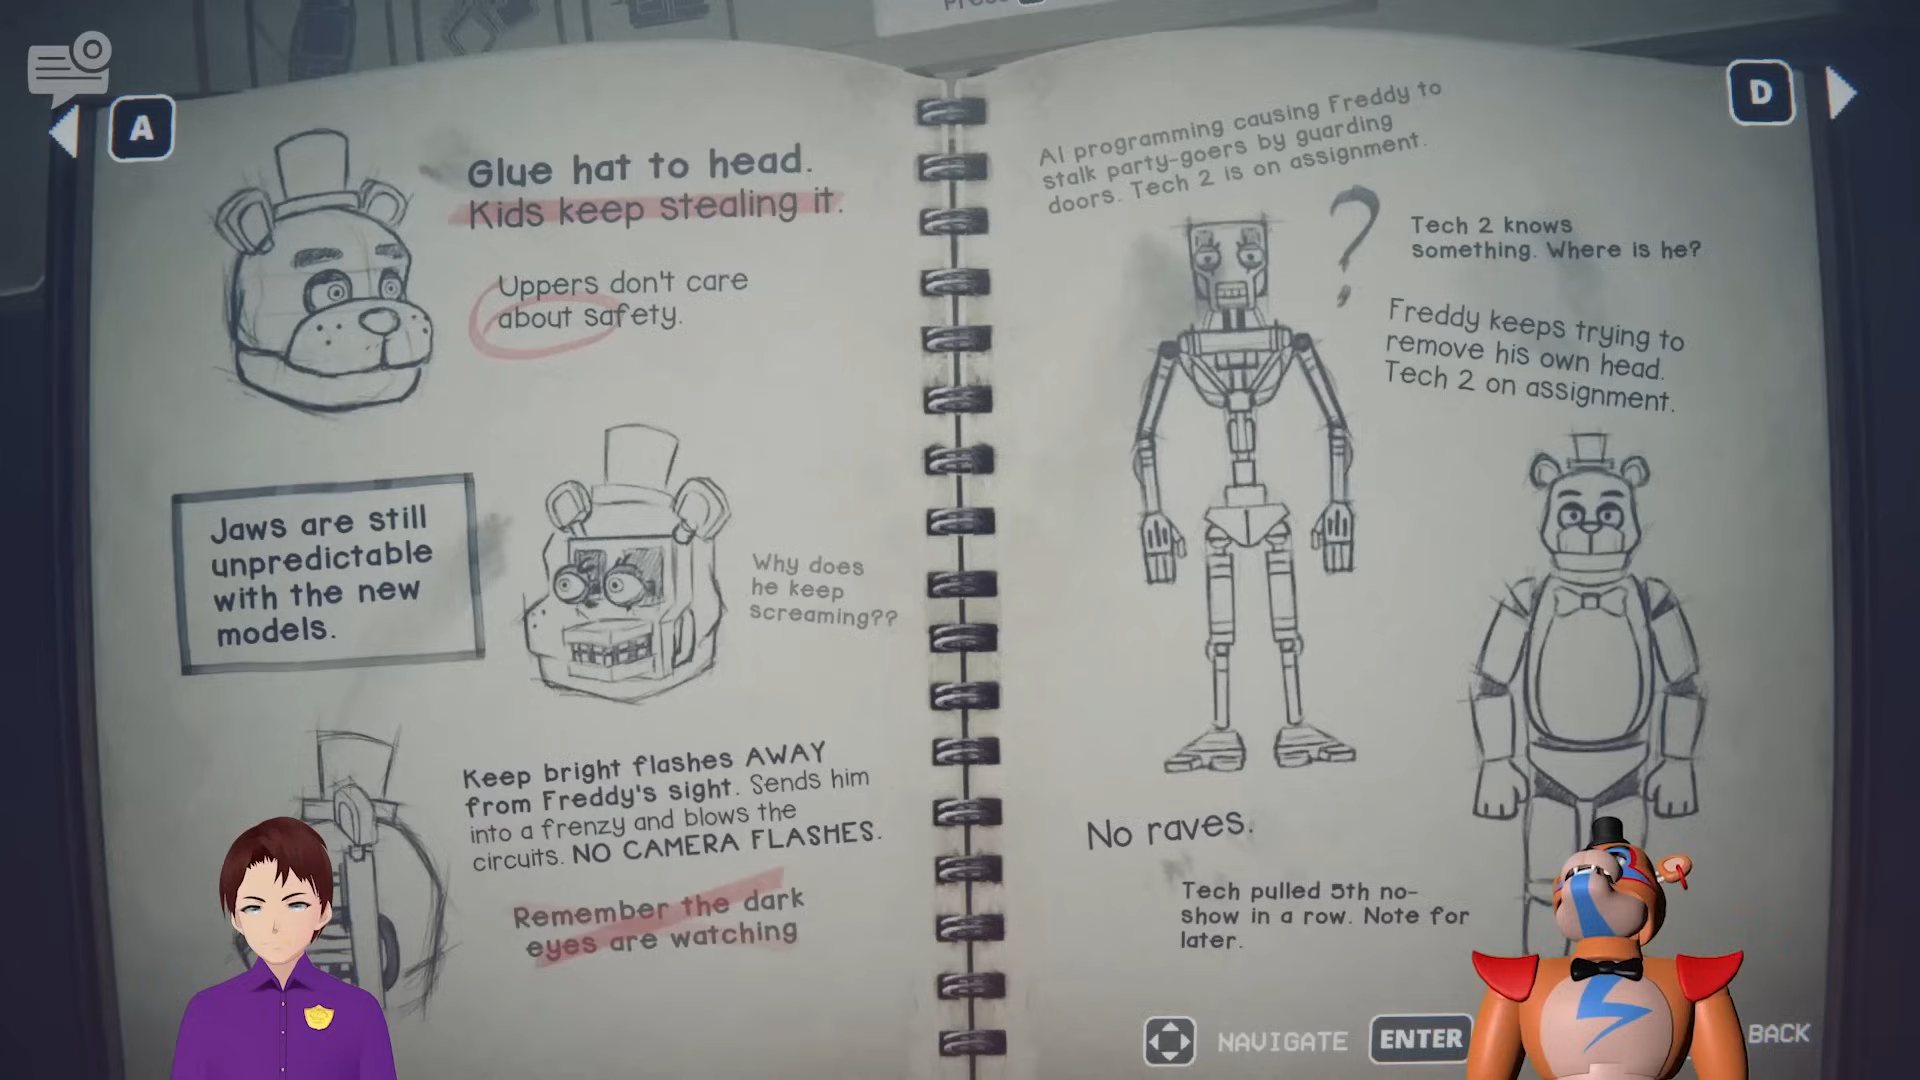 A
D
Glue hat to head.
Kids keep stealing it.
Uppers don't care
about safety.
Jaws are still
unpredictable
with the new
models.
Why does
he keep
screaming??
Keep bright flashes AWAY
from Freddy's sight. Sends him
into a frenzy and blows the
circuits. NO CAMERA FLASHES.
Remember the dark
eyes are watching
AI programming causing Freddy to
stalk party-goers by guarding
doors. Tech 2 is on assignment.
?
Tech 2 knows
something. Where is he?
Freddy keeps trying to
remove his own head.
Tech 2 on assignment.
No raves.
Tech pulled 5th no-
show in a row. Note for
later.
NAVIGATE
ENTER
BACK